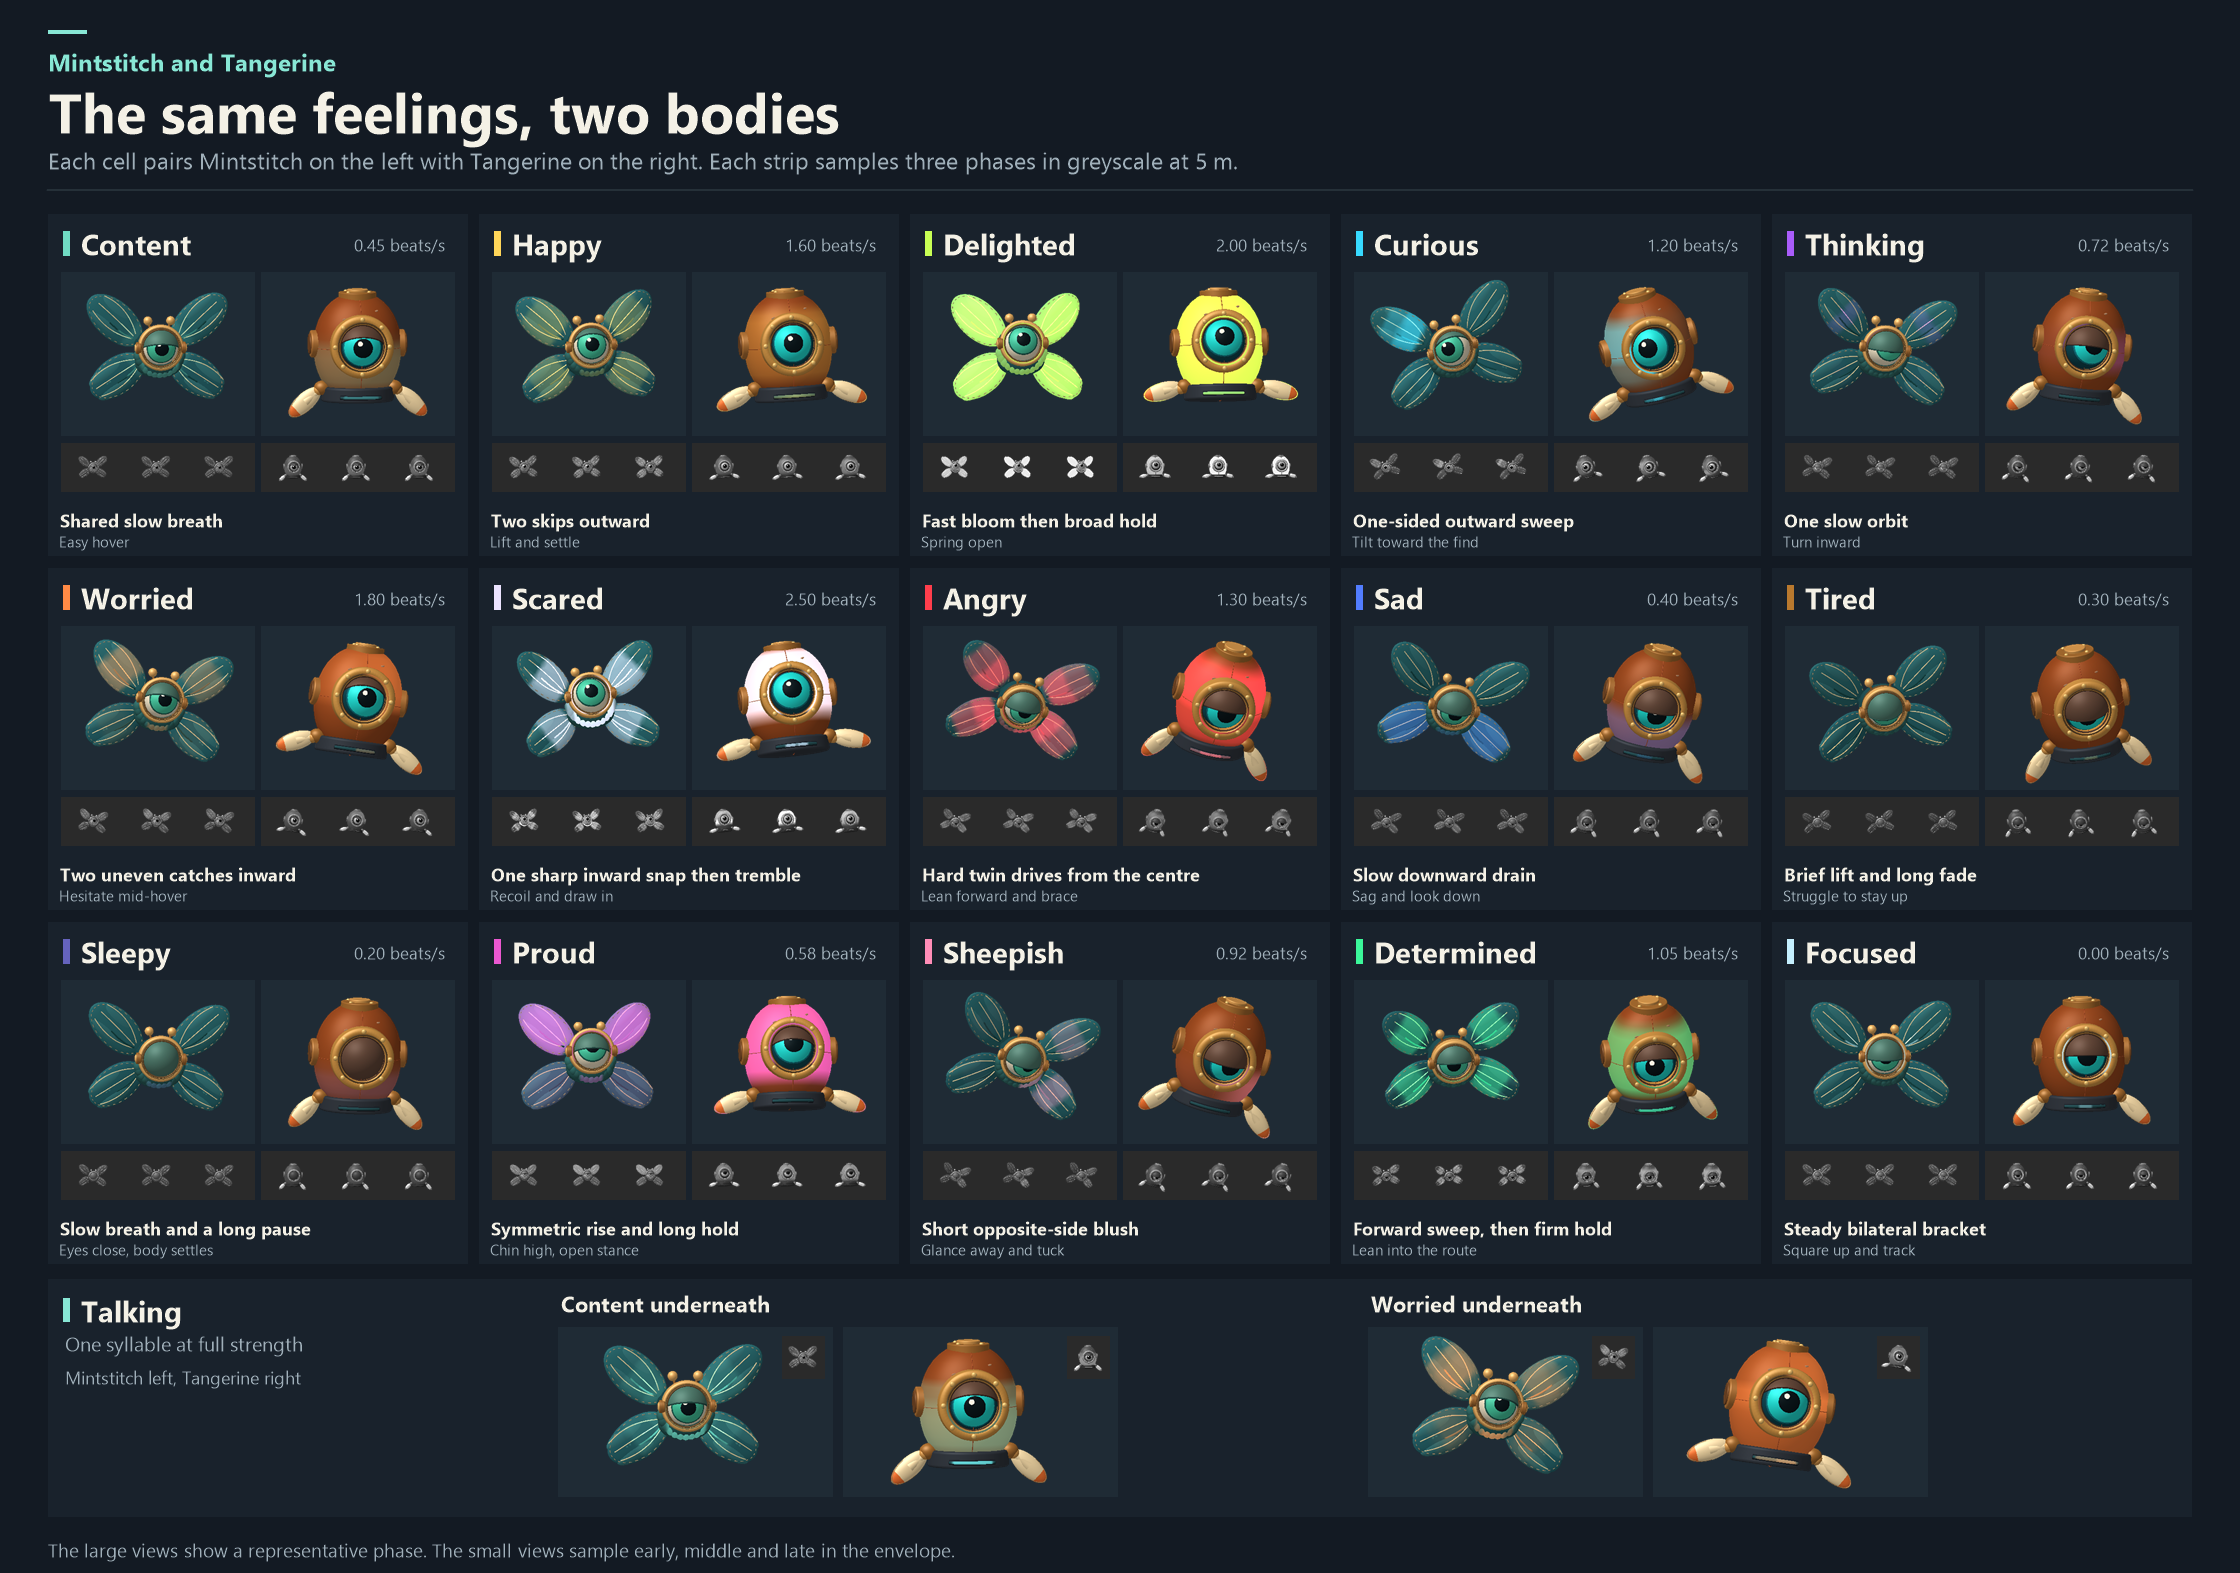 Mintstitch and Tangerine
The same feelings, two bodies
Each cell pairs Mintstitch on the left with Tangerine on the right. Each strip samples three phases in greyscale at 5 m.
Content 0.45 beats/s
Shared slow breath
Easy hover
Happy 1.60 beats/s
Two skips outward
Lift and settle
Delighted 2.00 beats/s
Fast bloom then broad hold
Spring open
Curious 1.20 beats/s
One-sided outward sweep
Tilt toward the find
Thinking 0.72 beats/s
One slow orbit
Turn inward
Worried 1.80 beats/s
Two uneven catches inward
Hesitate mid-hover
Scared 2.50 beats/s
One sharp inward snap then tremble
Recoil and draw in
Angry 1.30 beats/s
Hard twin drives from the centre
Lean forward and brace
Sad 0.40 beats/s
Slow downward drain
Sag and look down
Tired 0.30 beats/s
Brief lift and long fade
Struggle to stay up
Sleepy 0.20 beats/s
Slow breath and a long pause
Eyes close, body settles
Proud 0.58 beats/s
Symmetric rise and long hold
Chin high, open stance
Sheepish 0.92 beats/s
Short opposite-side blush
Glance away and tuck
Determined 1.05 beats/s
Forward sweep, then firm hold
Lean into the route
Focused 0.00 beats/s
Steady bilateral bracket
Square up and track
Talking
One syllable at full strength
Mintstitch left, Tangerine right
Content underneath
Worried underneath
The large views show a representative phase. The small views sample early, middle and late in the envelope.